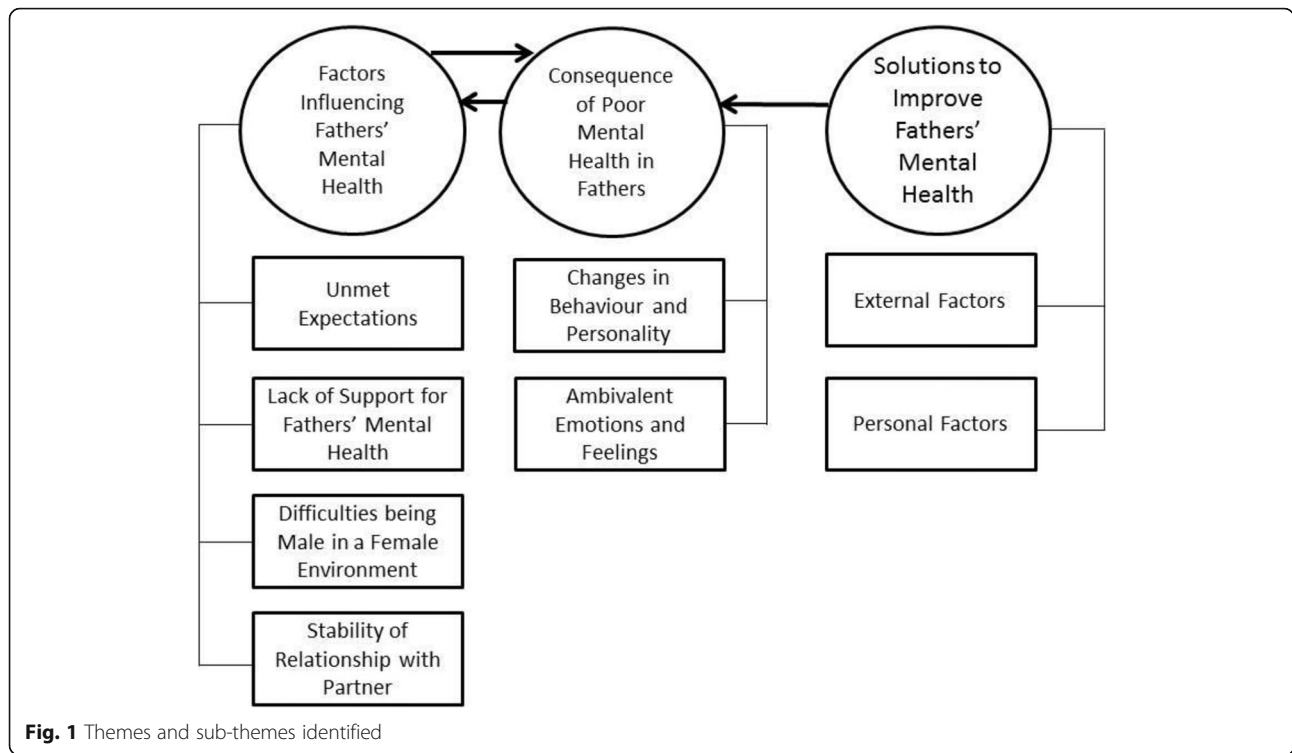 Factors
Influencing
Fathers'
Mental
Health
Consequence
of Poor
Mental
Health in
Fathers
Solutions to
Improve
Fathers'
Mental
Health
Unmet
Expectations
Lack of Support for
Fathers' Mental
Health
Difficulties being
Male in a Female
Environment
Stability of
Relationship with
Partner
Changes in
Behaviour and
Personality
Ambivalent
Emotions and
Feelings
External Factors
Personal Factors
Fig. 1 Themes and sub-themes identified